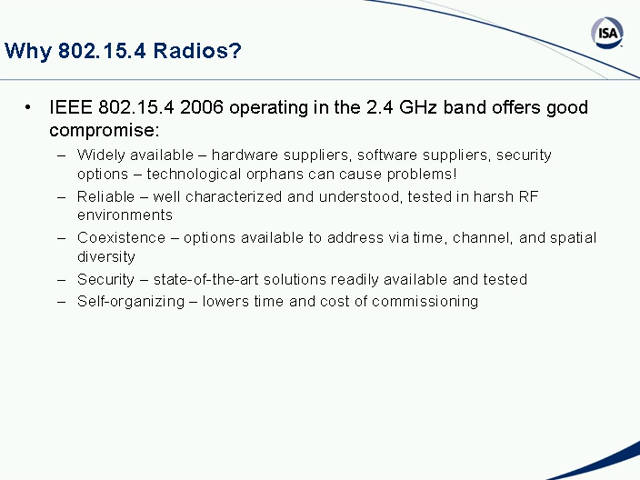 ISA
Why 802.15.4 Radios?
• IEEE 802.15.4 2006 operating in the 2.4 GHz band offers good
compromise:
– Widely available – hardware suppliers, software suppliers, security
options – technological orphans can cause problems!
– Reliable – well characterized and understood, tested in harsh RF
environments
– Coexistence – options available to address via time, channel, and spatial
diversity
– Security – state-of-the-art solutions readily available and tested
– Self-organizing – lowers time and cost of commissioning